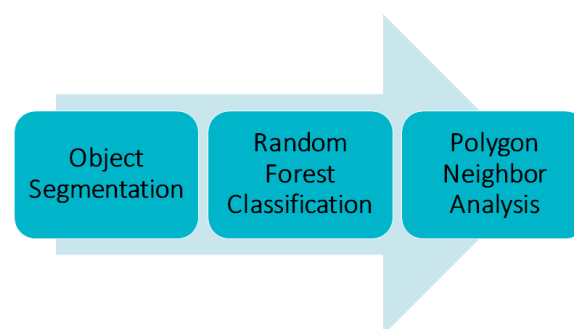 Object
Segmentation
Random
Forest
Classification
Polygon
Neighbor
Analysis